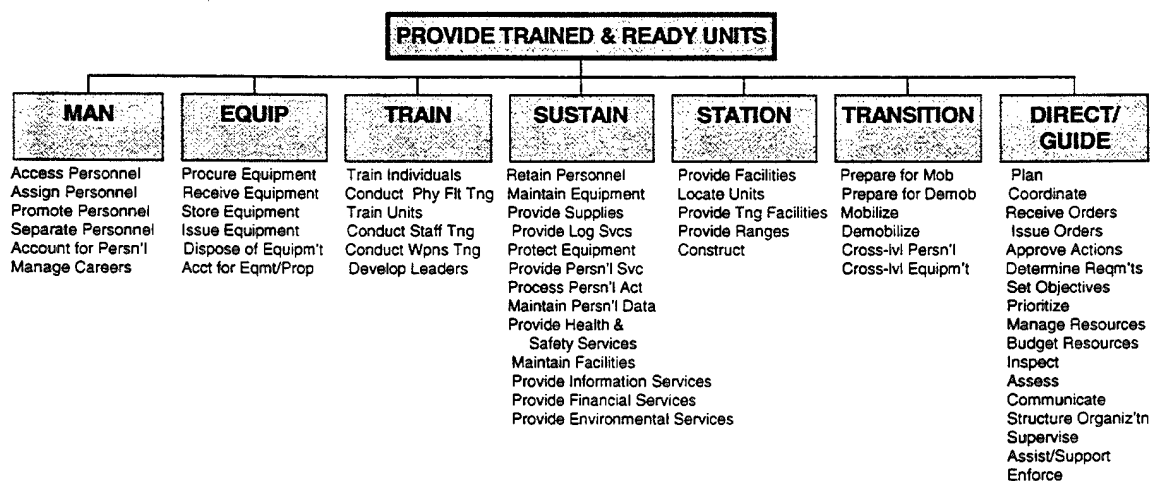 PROVIDE TRAINED & READY UNITS
MAN
Access Personnel
Assign Personnel
Promote Personnel
Separate Personnel
Account for Persn'l
Manage Careers
EQUIP
Procure Equipment
Receive Equipment
Store Equipment
Issue Equipment
Dispose of Equipm't
Acct for Eqmt/Prop
TRAIN
Train Individuals
Conduct Phy Flt Tng
Train Units
Conduct Staff Tng
Conduct Wpns Tng
Develop Leaders
SUSTAIN
Retain Personnel
Maintain Equipment
Provide Supplies
Provide Log Svcs
Protect Equipment
Provide Persn'l Svc
Process Persn'l Act
Maintain Persn'l Data
Provide Health &
Safety Services
Maintain Facilities
Provide Information Services
Provide Financial Services
Provide Environmental Services
STATION
Provide Facilities
Locate Units
Provide Tng Facilities
Provide Ranges
Construct
TRANSITION
Prepare for Mob
Prepare for Demob
Mobilize
Demobilize
Cross-lvl Persn'l
Cross-lvl Equipm't
DIRECT/
GUIDE
Plan
Coordinate
Receive Orders
Issue Orders
Approve Actions
Determine Reqm'ts
Set Objectives
Prioritize
Manage Resources
Budget Resources
Inspect
Assess
Communicate
Structure Organiz'tn
Supervise
Assist/Support
Enforce